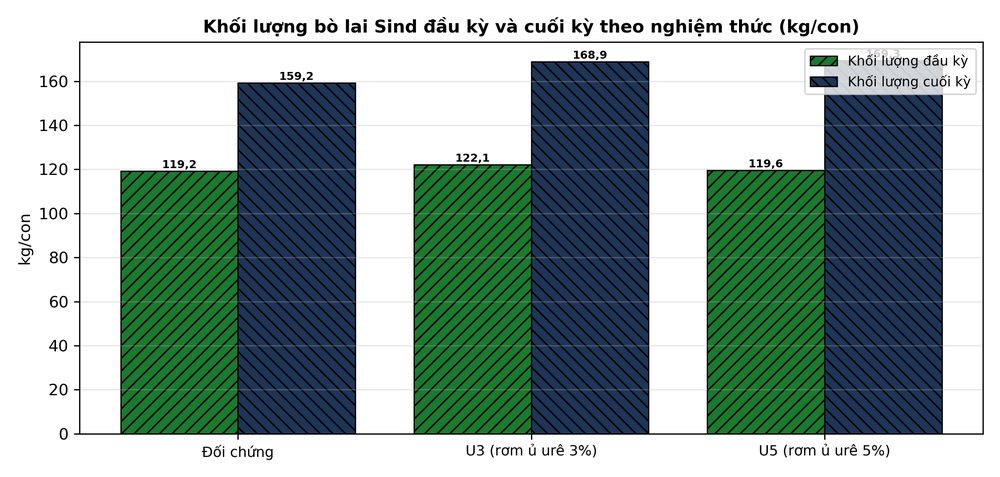 Khối lượng bò lai Sind đầu kỳ và cuối kỳ theo nghiệm thức (kg/con)
Khối lượng đầu kỳ
Khối lượng cuối kỳ
kg/con
160
140
120
100
80
60
40
20
0
119,2
159,2
122,1
168,9
119,6
169,3
Đối chứng
U3 (rơm ủ urê 3%)
U5 (rơm ủ urê 5%)